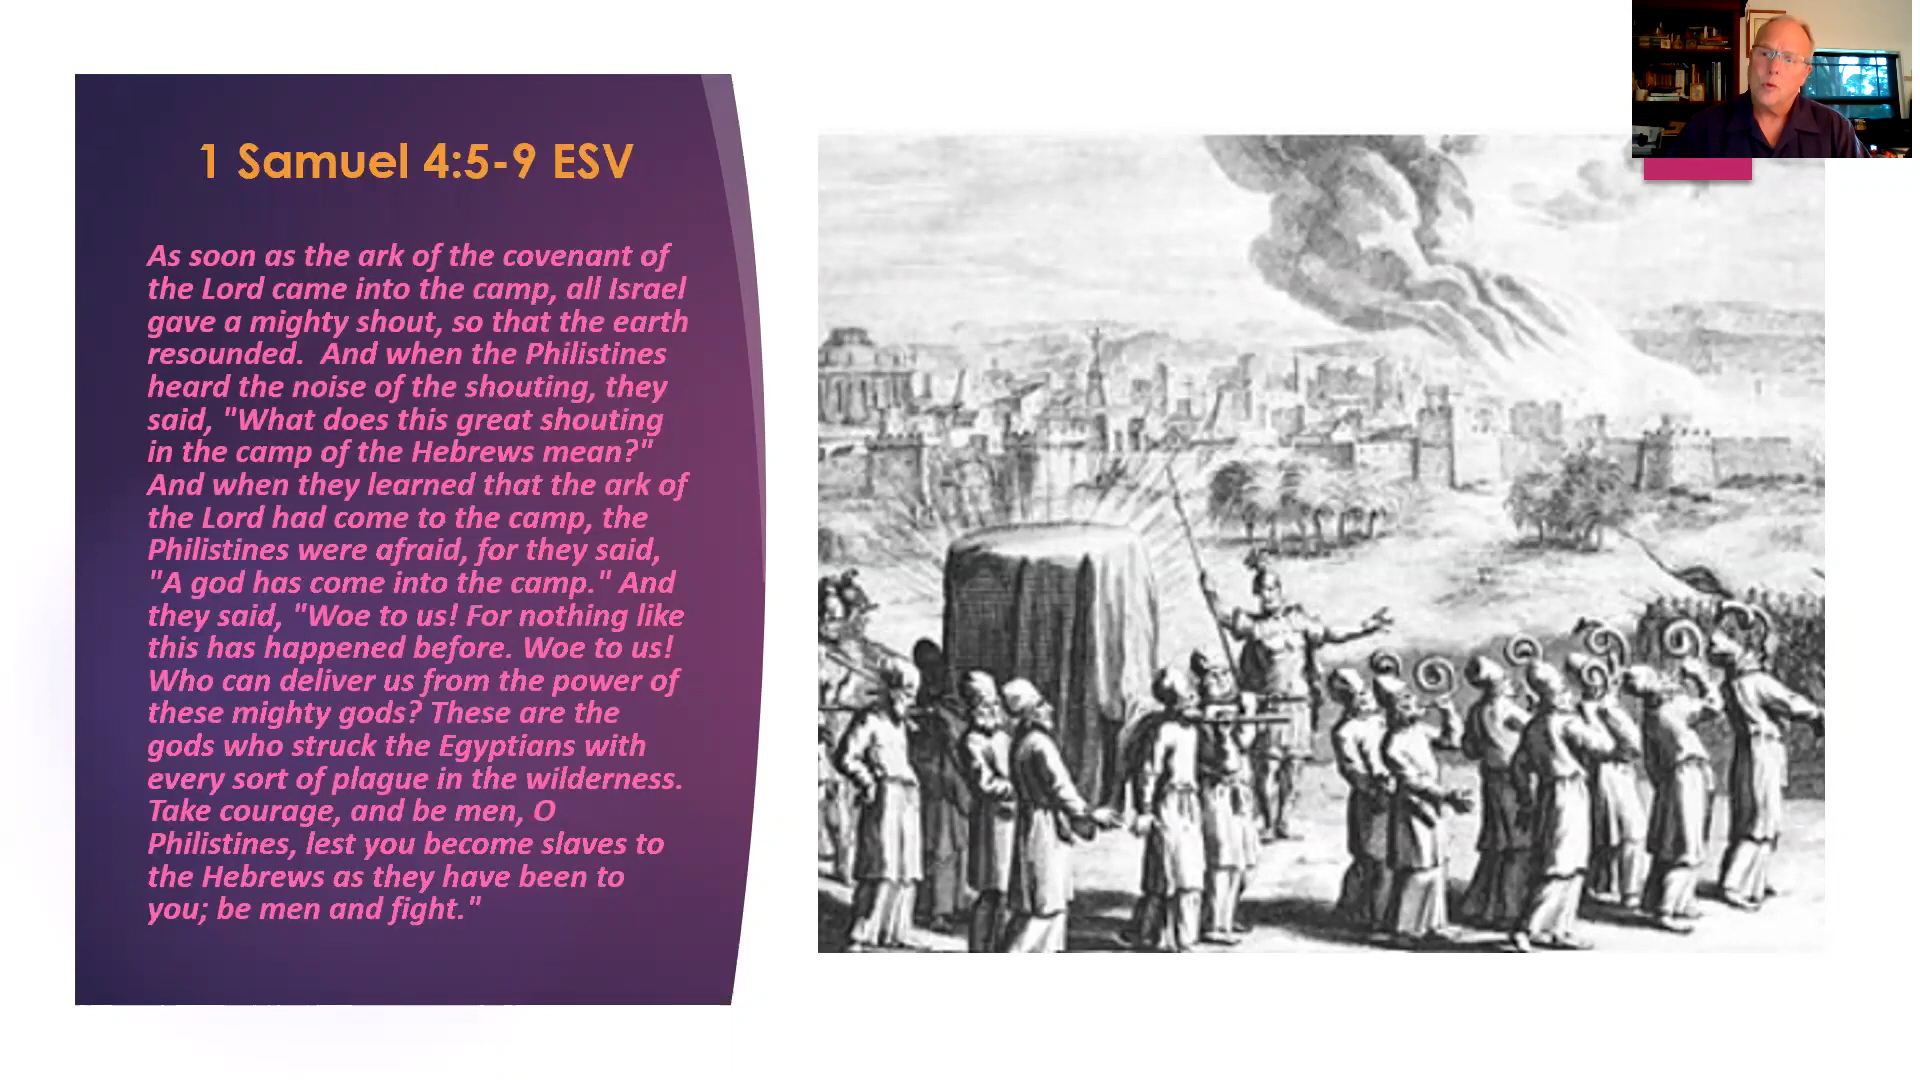 1 Samuel 4:5-9 ESV
As soon as the ark of the covenant of
the Lord came into the camp, all Israel
gave a mighty shout, so that the earth
resounded.  And when the Philistines
heard the noise of the shouting, they
said, "What does this great shouting
in the camp of the Hebrews mean?"
And when they learned that the ark of
the Lord had come to the camp, the
Philistines were afraid, for they said,
"A god has come into the camp." And
they said, "Woe to us! For nothing like
this has happened before. Woe to us!
Who can deliver us from the power of
these mighty gods? These are the
gods who struck the Egyptians with
every sort of plague in the wilderness.
Take courage, and be men, O
Philistines, lest you become slaves to
the Hebrews as they have been to
you; be men and fight."